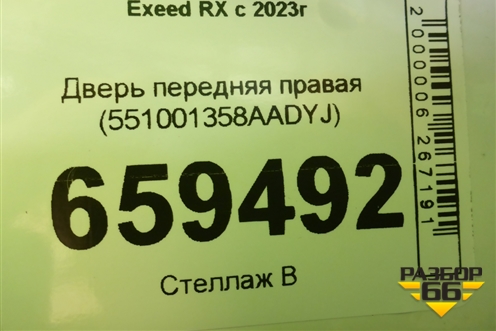 Exeed RX с 2023г
Дверь передняя правая
(551001358AADYJ)
659492
Стеллаж В
2000006267191
РАЗБОР
66